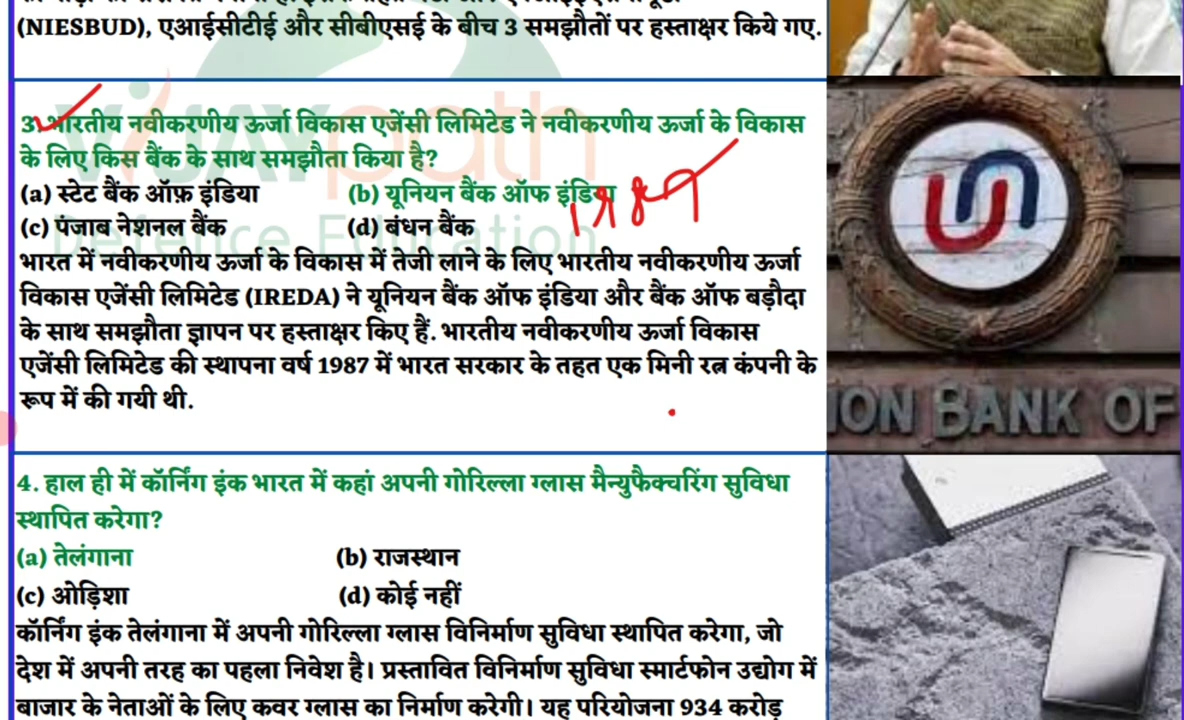 (NIESBUD), एआईसीटीई और सीबीएसई के बीच 3 समझौतों पर हस्ताक्षर किये गए.
3. भारतीय नवीकरणीय ऊर्जा विकास एजेंसी लिमिटेड ने नवीकरणीय ऊर्जा के विकास
के लिए किस बैंक के साथ समझौता किया है?
(a) स्टेट बैंक ऑफ़ इंडिया (b) यूनियन बैंक ऑफ इंडिया
1987
(c) पंजाब नेशनल बैंक (d) बंधन बैंक
भारत में नवीकरणीय ऊर्जा के विकास में तेजी लाने के लिए भारतीय नवीकरणीय ऊर्जा
विकास एजेंसी लिमिटेड (IREDA) ने यूनियन बैंक ऑफ इंडिया और बैंक ऑफ बड़ौदा
के साथ समझौता ज्ञापन पर हस्ताक्षर किए हैं. भारतीय नवीकरणीय ऊर्जा विकास
एजेंसी लिमिटेड की स्थापना वर्ष 1987 में भारत सरकार के तहत एक मिनी रत्न कंपनी के
रूप में की गयी थी.
ION BANK OF
4. हाल ही में कॉर्निंग इंक भारत में कहां अपनी गोरिल्ला ग्लास मैन्युफैक्चरिंग सुविधा
स्थापित करेगा?
(a) तेलंगाना (b) राजस्थान
(c) ओड़िशा (d) कोई नहीं
कॉर्निंग इंक तेलंगाना में अपनी गोरिल्ला ग्लास विनिर्माण सुविधा स्थापित करेगा, जो
देश में अपनी तरह का पहला निवेश है। प्रस्तावित विनिर्माण सुविधा स्मार्टफोन उद्योग में
बाजार के नेताओं के लिए कवर ग्लास का निर्माण करेगी। यह परियोजना 934 करोड़
VIJAYpath
Defence Education